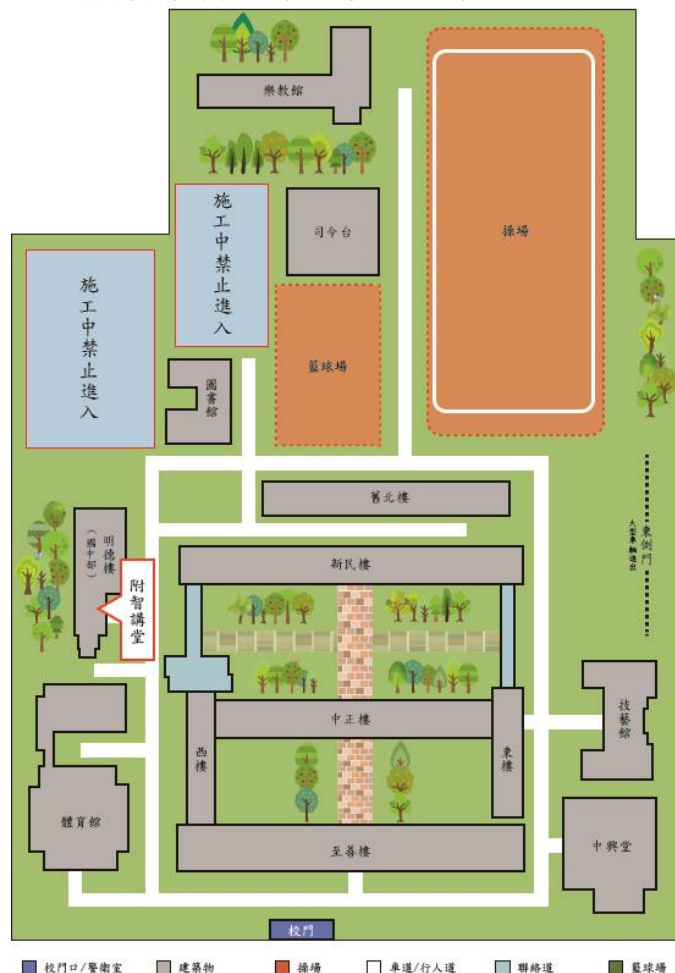 樂教館
施工中禁止進入
司令台
操場
施工中禁止進入
籃球場
圖書館
舊北樓
東側門
大型車輛進出
明德樓
(國中部)
新民樓
附智講堂
中正樓
技藝館
西樓
東樓
體育館
中興堂
至善樓
校門
校門口/警衛室
建築物
操場
車道/行人道
聯絡道
籃球場